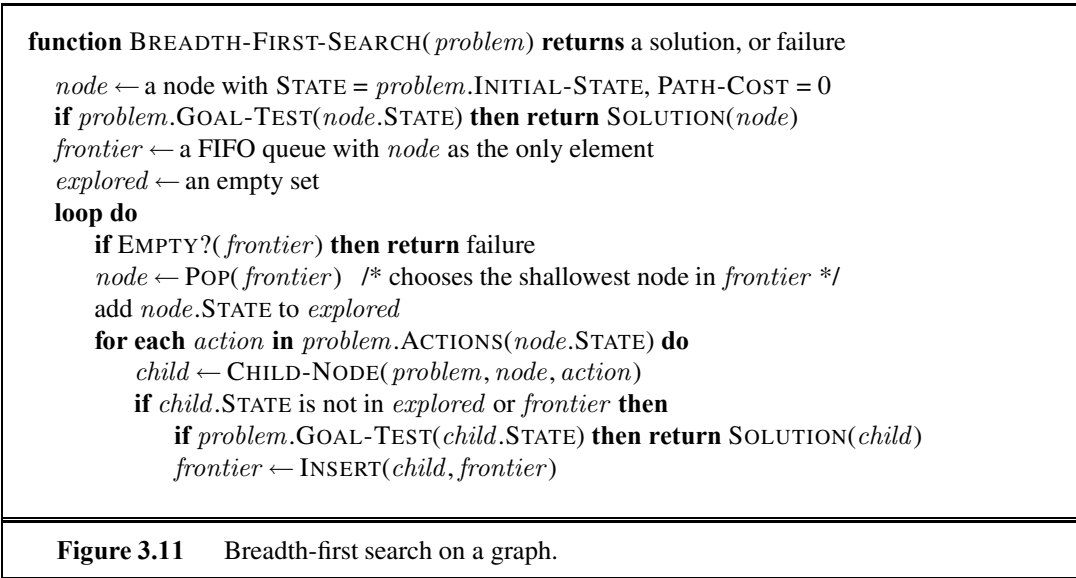 function BREADTH-FIRST-SEARCH(problem) returns a solution, or failure
node ← a node with STATE = problem.INITIAL-STATE, PATH-COST = 0
if problem.GOAL-TEST(node.STATE) then return SOLUTION(node)
frontier ← a FIFO queue with node as the only element
explored ← an empty set
loop do
if EMPTY?(frontier) then return failure
node ← POP(frontier) /* chooses the shallowest node in frontier */
add node.STATE to explored
for each action in problem.ACTIONS(node.STATE) do
child ← CHILD-NODE(problem, node, action)
if child.STATE is not in explored or frontier then
if problem.GOAL-TEST(child.STATE) then return SOLUTION(child)
frontier ← INSERT(child, frontier)
Figure 3.11 Breadth-first search on a graph.